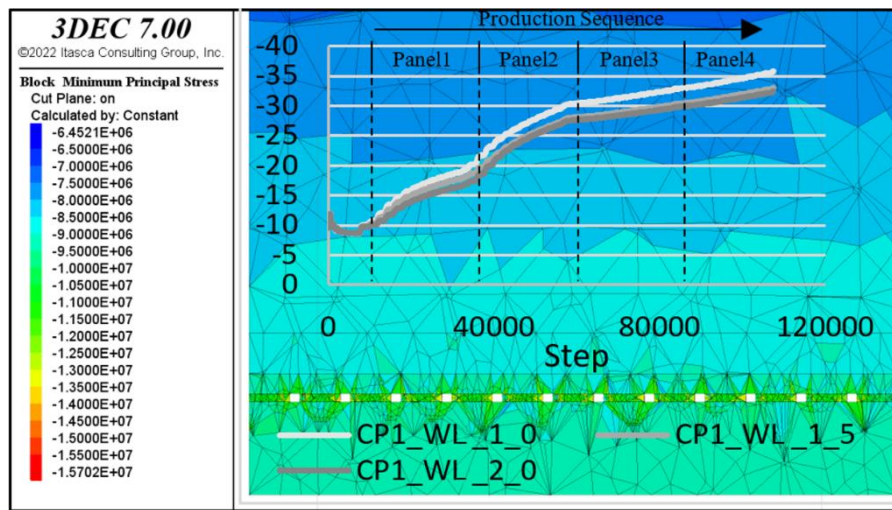 3DEC 7.00
©2022 Itasca Consulting Group, Inc.
Block Minimum Principal Stress
Cut Plane: on
Calculated by: Constant
-6.4521E+06
-6.5000E+06
-7.0000E+06
-7.5000E+06
-8.0000E+06
-8.5000E+06
-9.0000E+06
-9.5000E+06
-1.0000E+07
-1.0500E+07
-1.1000E+07
-1.1500E+07
-1.2000E+07
-1.2500E+07
-1.3000E+07
-1.3500E+07
-1.4000E+07
-1.4500E+07
-1.5000E+07
-1.5500E+07
-1.5702E+07
Production Sequence
Panel1 Panel2 Panel3 Panel4
-40
-35
-30
-25
-20
-15
-10
-5
0
0 40000 80000 120000
Step
CP1_WL_1_0 CP1_WL_1_5
CP1_WL_2_0